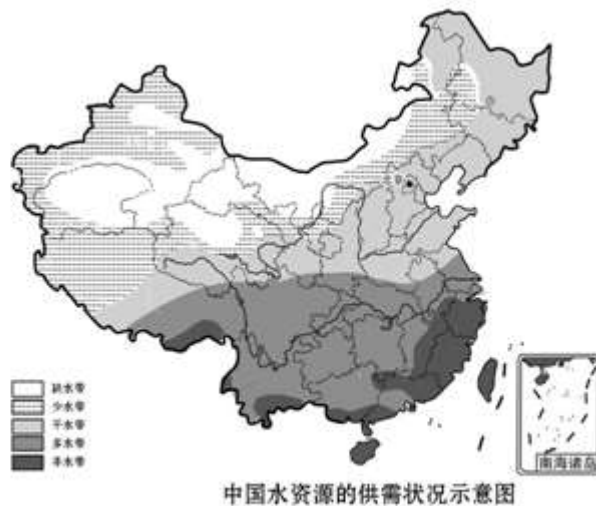 缺水带
少水带
平水带
多水带
丰水带
南海诸岛
中国水资源的供需状况示意图